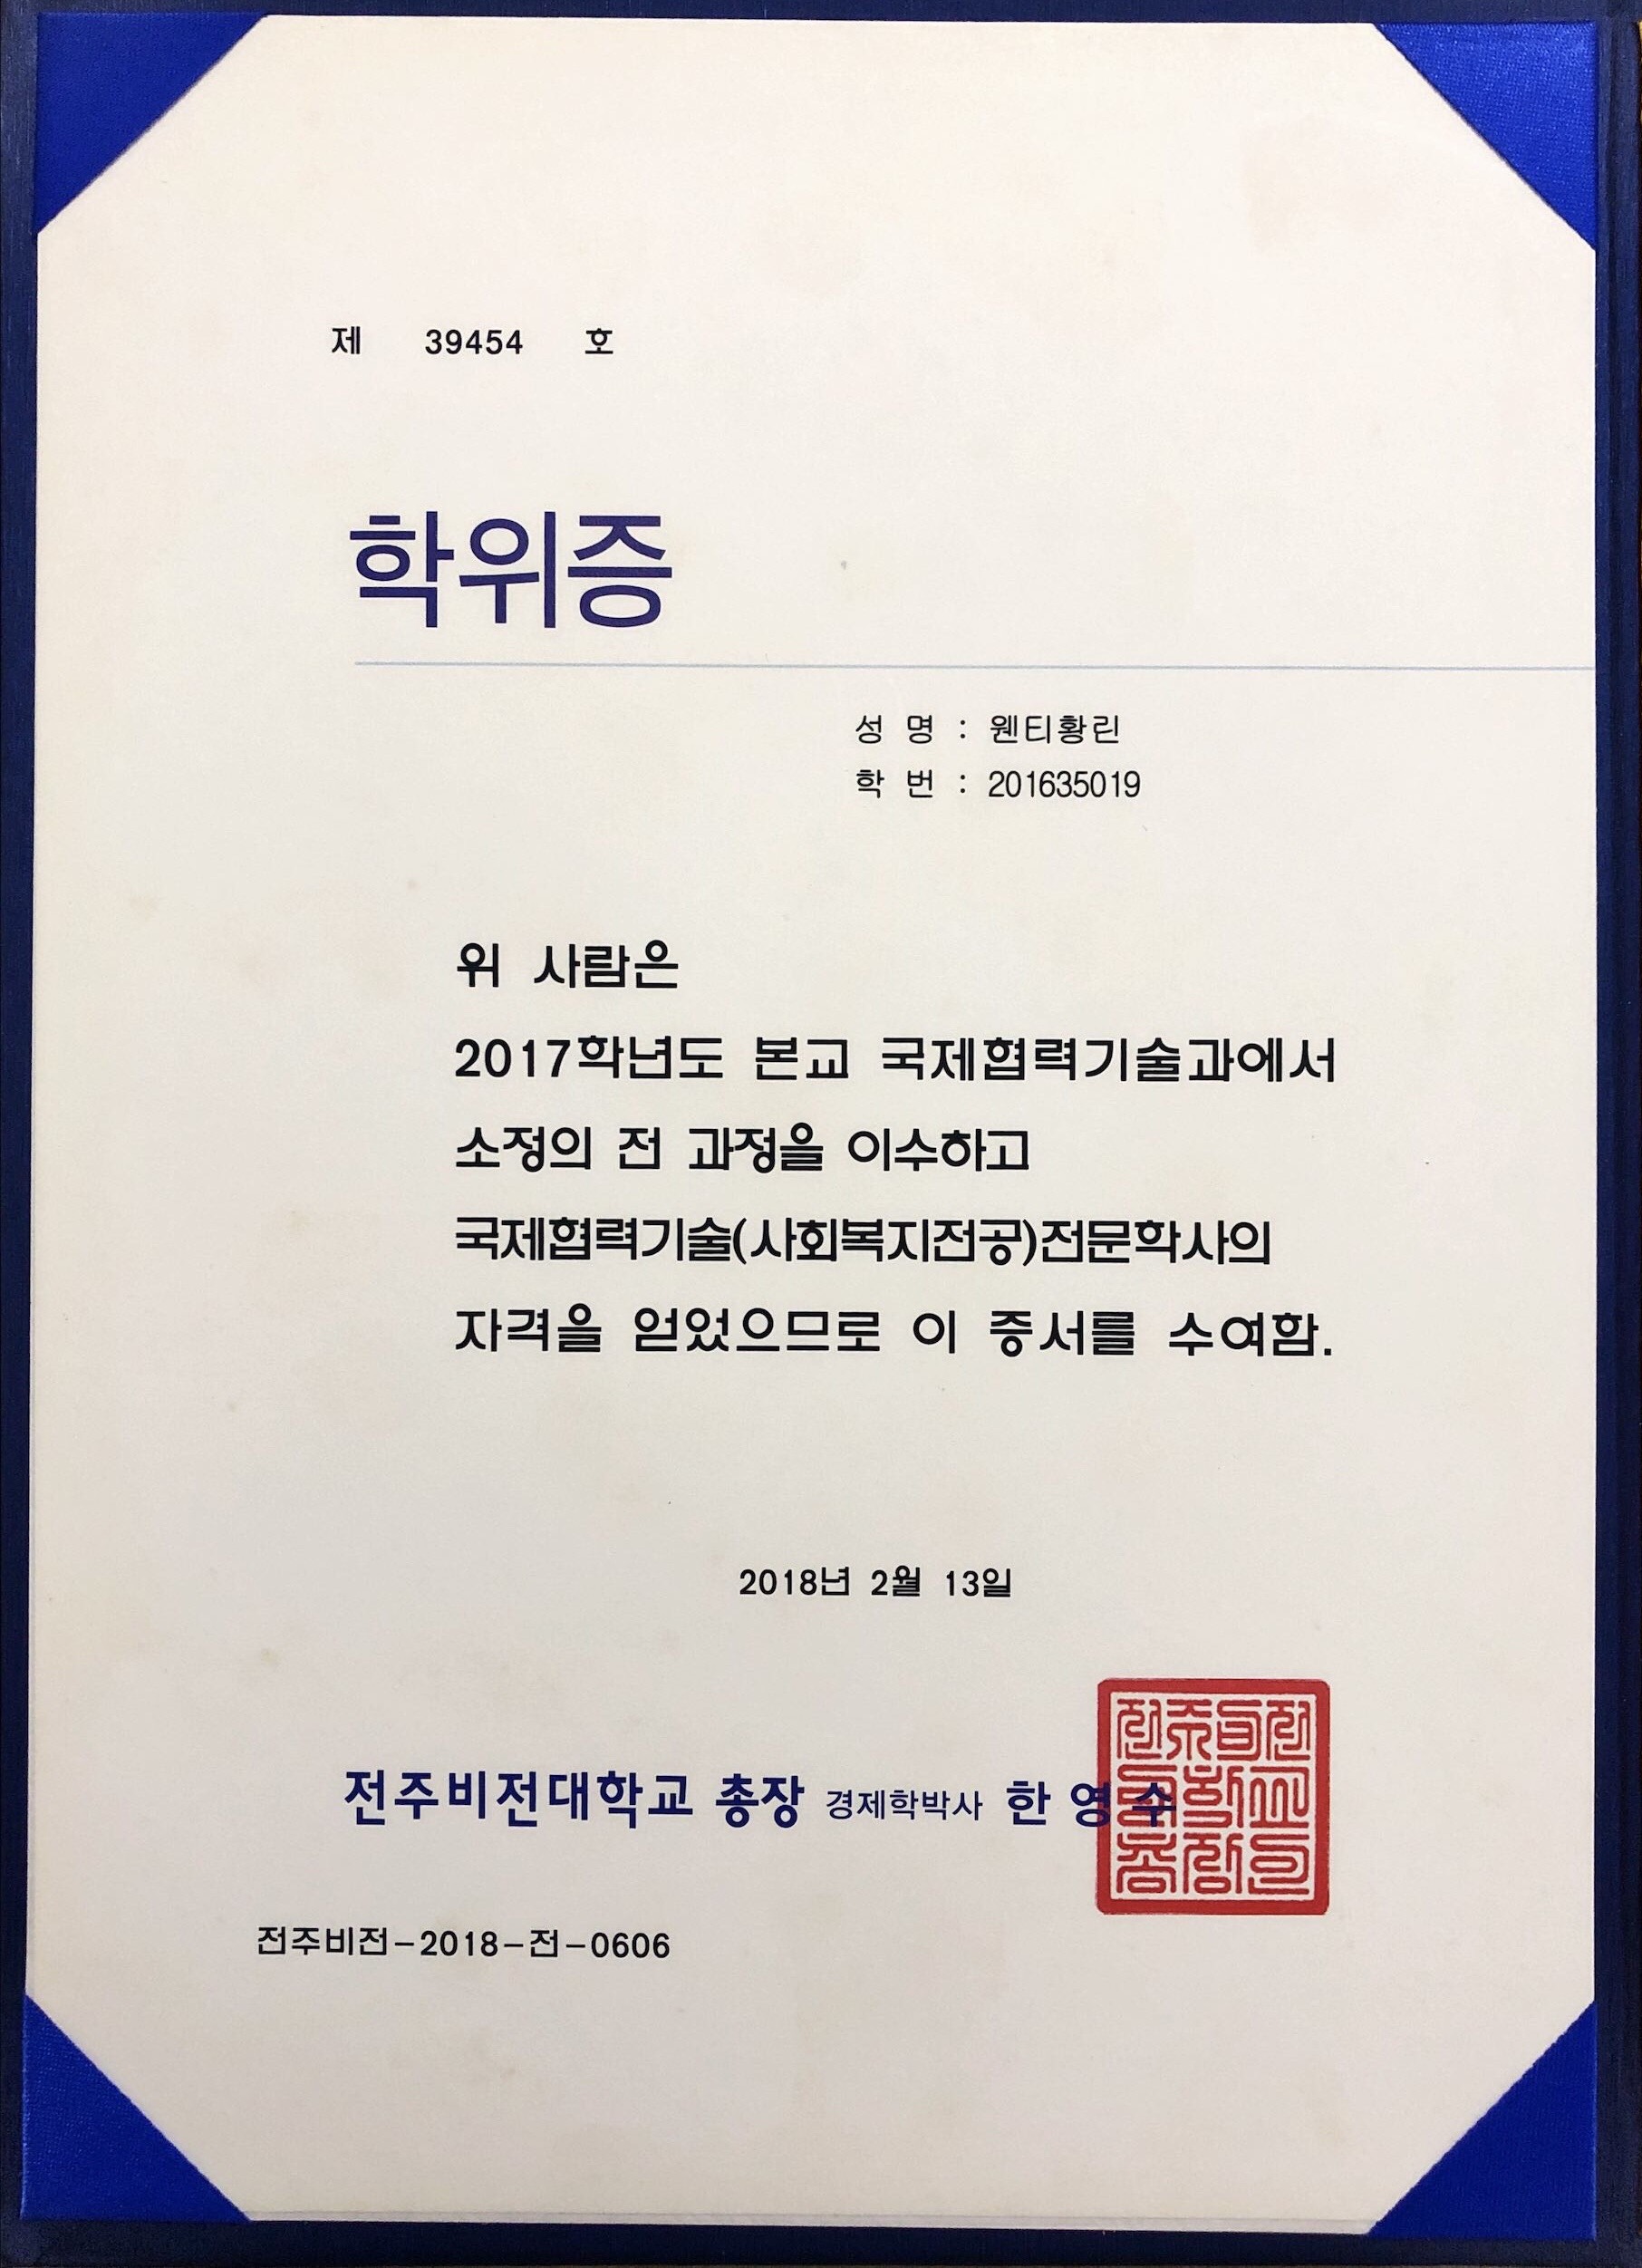 제 39454 호
학위증
성 명 : 웬티황린
학 번 : 201635019
위 사람은
2017학년도 본교 국제협력기술과에서
소정의 전 과정을 이수하고
국제협력기술(사회복지전공)전문학사의
자격을 얻었으므로 이 증서를 수여함.
2018년 2월 13일
전주비전대학교 총장 경제학박사 한영수
전주비전-2018-전-0606